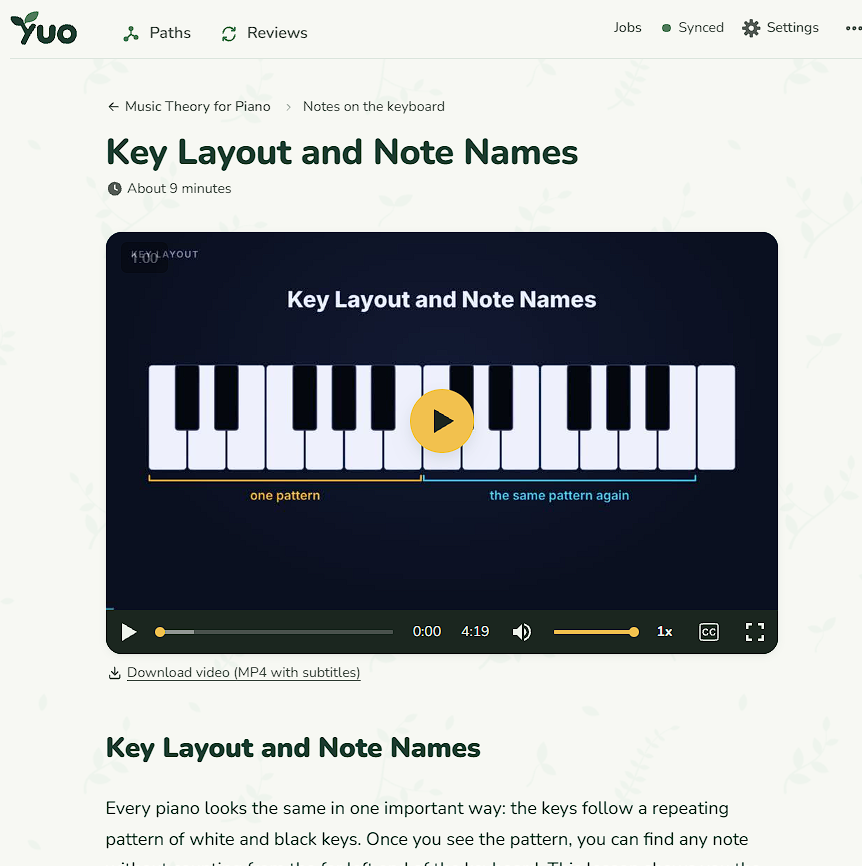 Yuo
Paths
Reviews
Jobs
Synced
Settings
Music Theory for Piano
Notes on the keyboard
Key Layout and Note Names
About 9 minutes
KEY LAYOUT
1:00
Key Layout and Note Names
one pattern
the same pattern again
0:00
4:19
1x
CC
Download video (MP4 with subtitles)
Key Layout and Note Names
Every piano looks the same in one important way: the keys follow a repeating
pattern of white and black keys. Once you see the pattern, you can find any note